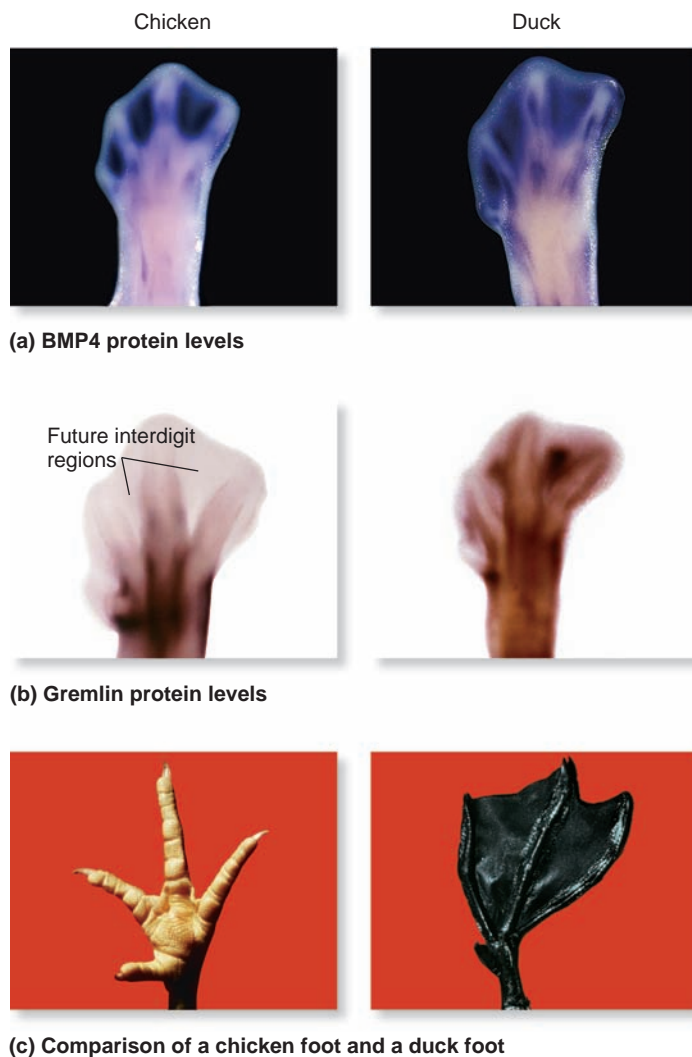 Chicken
Duck
(a) BMP4 protein levels
Future interdigit
regions
(b) Gremlin protein levels
(c) Comparison of a chicken foot and a duck foot